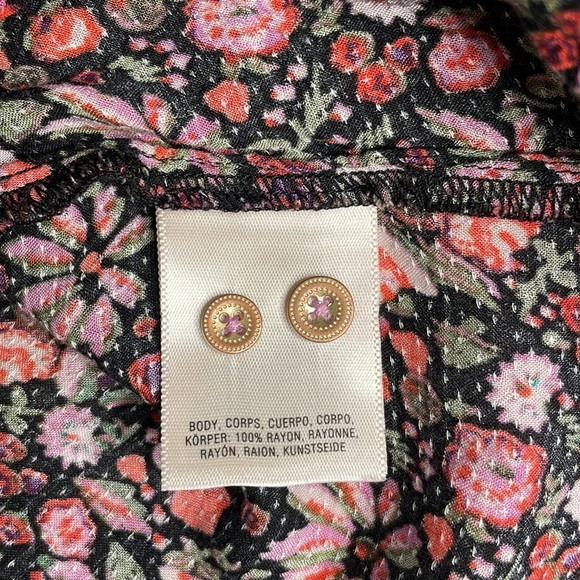 BODY, CORPS, CUERPO, CORPO,
KÖRPER: 100% RAYON, RAYONNE,
RAYÓN, RAION, KUNSTSEIDE